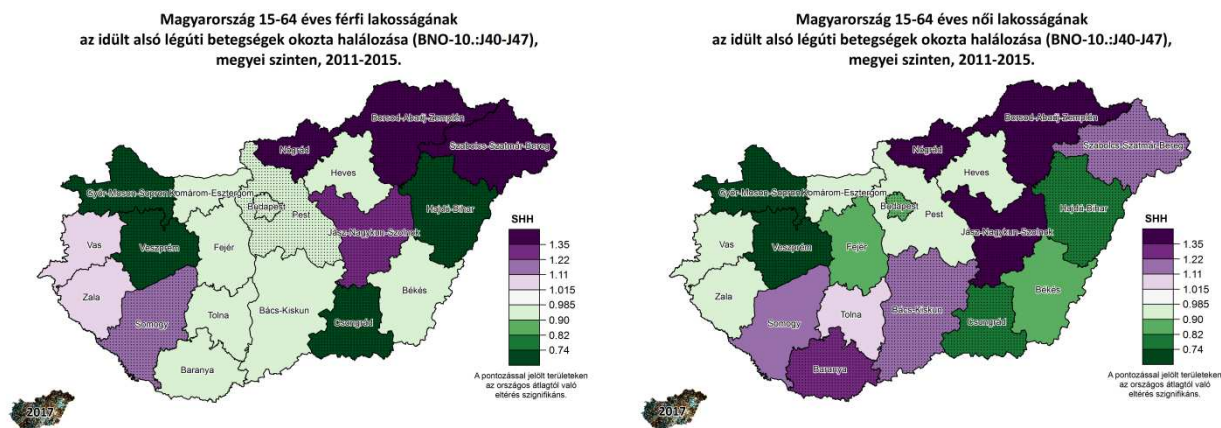 Magyarország 15-64 éves férfi lakosságának
az idült alsó légúti betegségek okozta halálozása (BNO-10.:J40-J47),
megyei szinten, 2011-2015.
Borsod-Abaúj-Zemplén
Szabolcs-Szatmár-Bereg
Nógrád
Heves
Győr-Moson-Sopron
Komárom-Esztergom
Budapest
Pest
Hajdú-Bihar
Jász-Nagykun-Szolnok
Vas
Veszprém
Fejér
Zala
Békés
Bács-Kiskun
Tolna
Somogy
Csongrád
Baranya
SHH
1.35
1.22
1.11
1.015
0.985
0.90
0.82
0.74
A pontozással jelölt területeken
az országos átlagtól való
eltérés szignifikáns.
2017
Magyarország 15-64 éves női lakosságának
az idült alsó légúti betegségek okozta halálozása (BNO-10.:J40-J47),
megyei szinten, 2011-2015.
Borsod-Abaúj-Zemplén
Szabolcs-Szatmár-Bereg
Nógrád
Heves
Győr-Moson-Sopron
Komárom-Esztergom
Budapest
Pest
Hajdú-Bihar
Jász-Nagykun-Szolnok
Vas
Veszprém
Fejér
Zala
Békés
Bács-Kiskun
Tolna
Somogy
Csongrád
Baranya
SHH
1.35
1.22
1.11
1.015
0.985
0.90
0.82
0.74
A pontozással jelölt területeken
az országos átlagtól való
eltérés szignifikáns.
2017